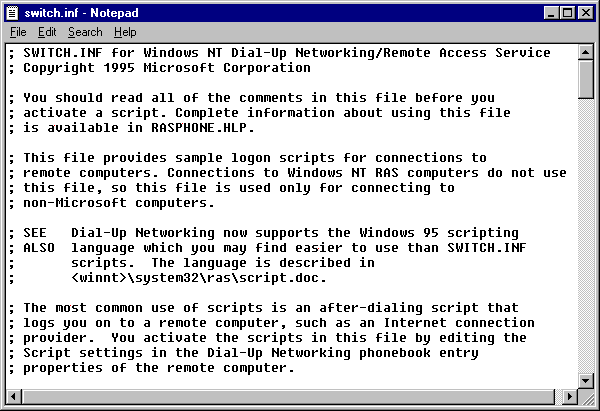 switch.inf - Notepad
File Edit Search Help
; SWITCH.INF for Windows NT Dial-Up Networking/Remote Access Service
; Copyright 1995 Microsoft Corporation
; You should read all of the comments in this file before you
; activate a script. Complete information about using this file
; is available in RASPHONE.HLP.
;
; This file provides sample logon scripts for connections to
; remote computers. Connections to Windows NT RAS computers do not use
; this file, so this file is used only for connecting to
; non-Microsoft computers.
;
; SEE   Dial-Up Networking now supports the Windows 95 scripting
; ALSO  language which you may find easier to use than SWITCH.INF
;       scripts.  The language is described in
;       <winnt>\system32\ras\script.doc.
;
; The most common use of scripts is an after-dialing script that
; logs you on to a remote computer, such as an Internet connection
; provider.  You activate the scripts in this file by editing the
; Script settings in the Dial-Up Networking phonebook entry
; properties of the remote computer.